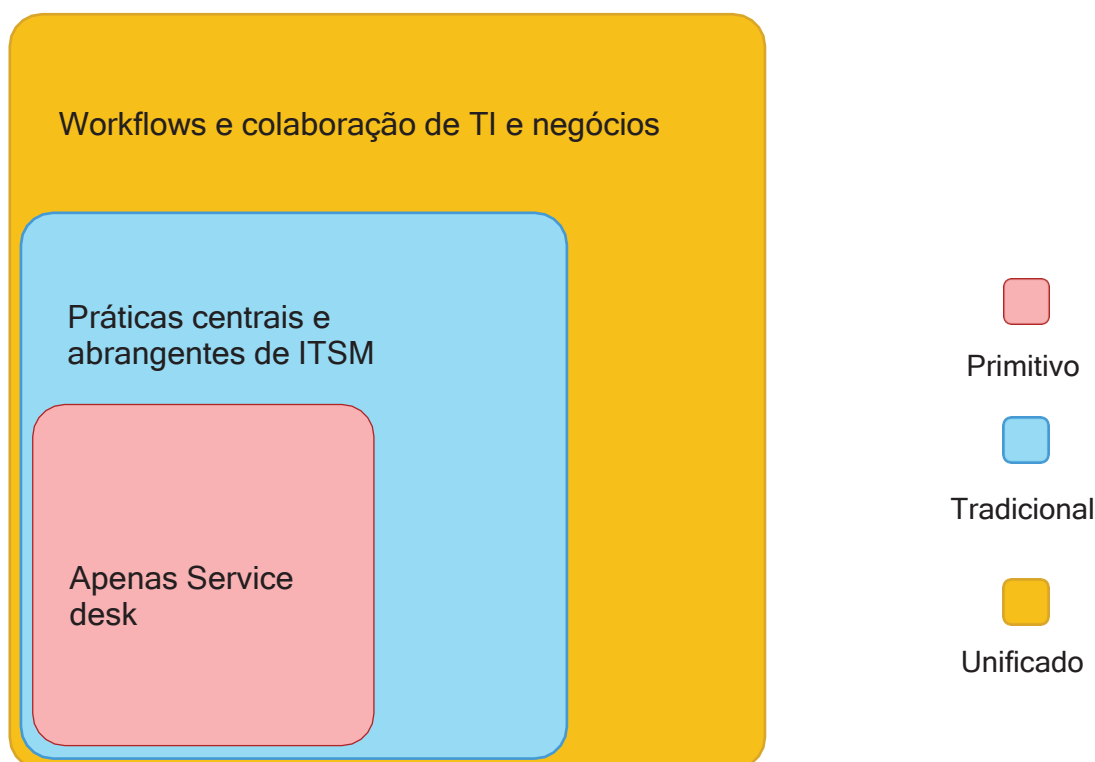 Workflows e colaboração de TI e negócios
Práticas centrais e
abrangentes de ITSM
Apenas Service
desk
Primitivo
Tradicional
Unificado